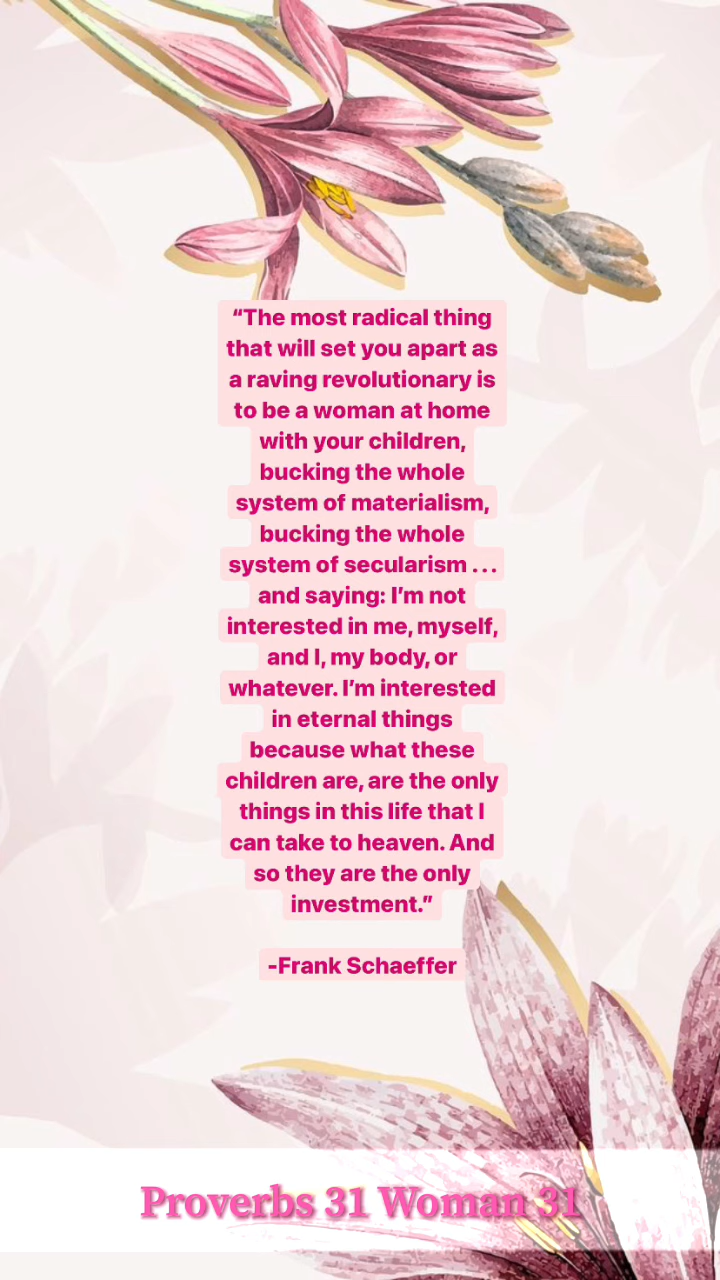 “The most radical thing
that will set you apart as
a raving revolutionary is
to be a woman at home
with your children,
bucking the whole
system of materialism,
bucking the whole
system of secularism . . .
and saying: I’m not
interested in me, myself,
and I, my body, or
whatever. I’m interested
in eternal things
because what these
children are, are the only
things in this life that I
can take to heaven. And
so they are the only
investment.”
-Frank Schaeffer
Proverbs 31 Woman 31